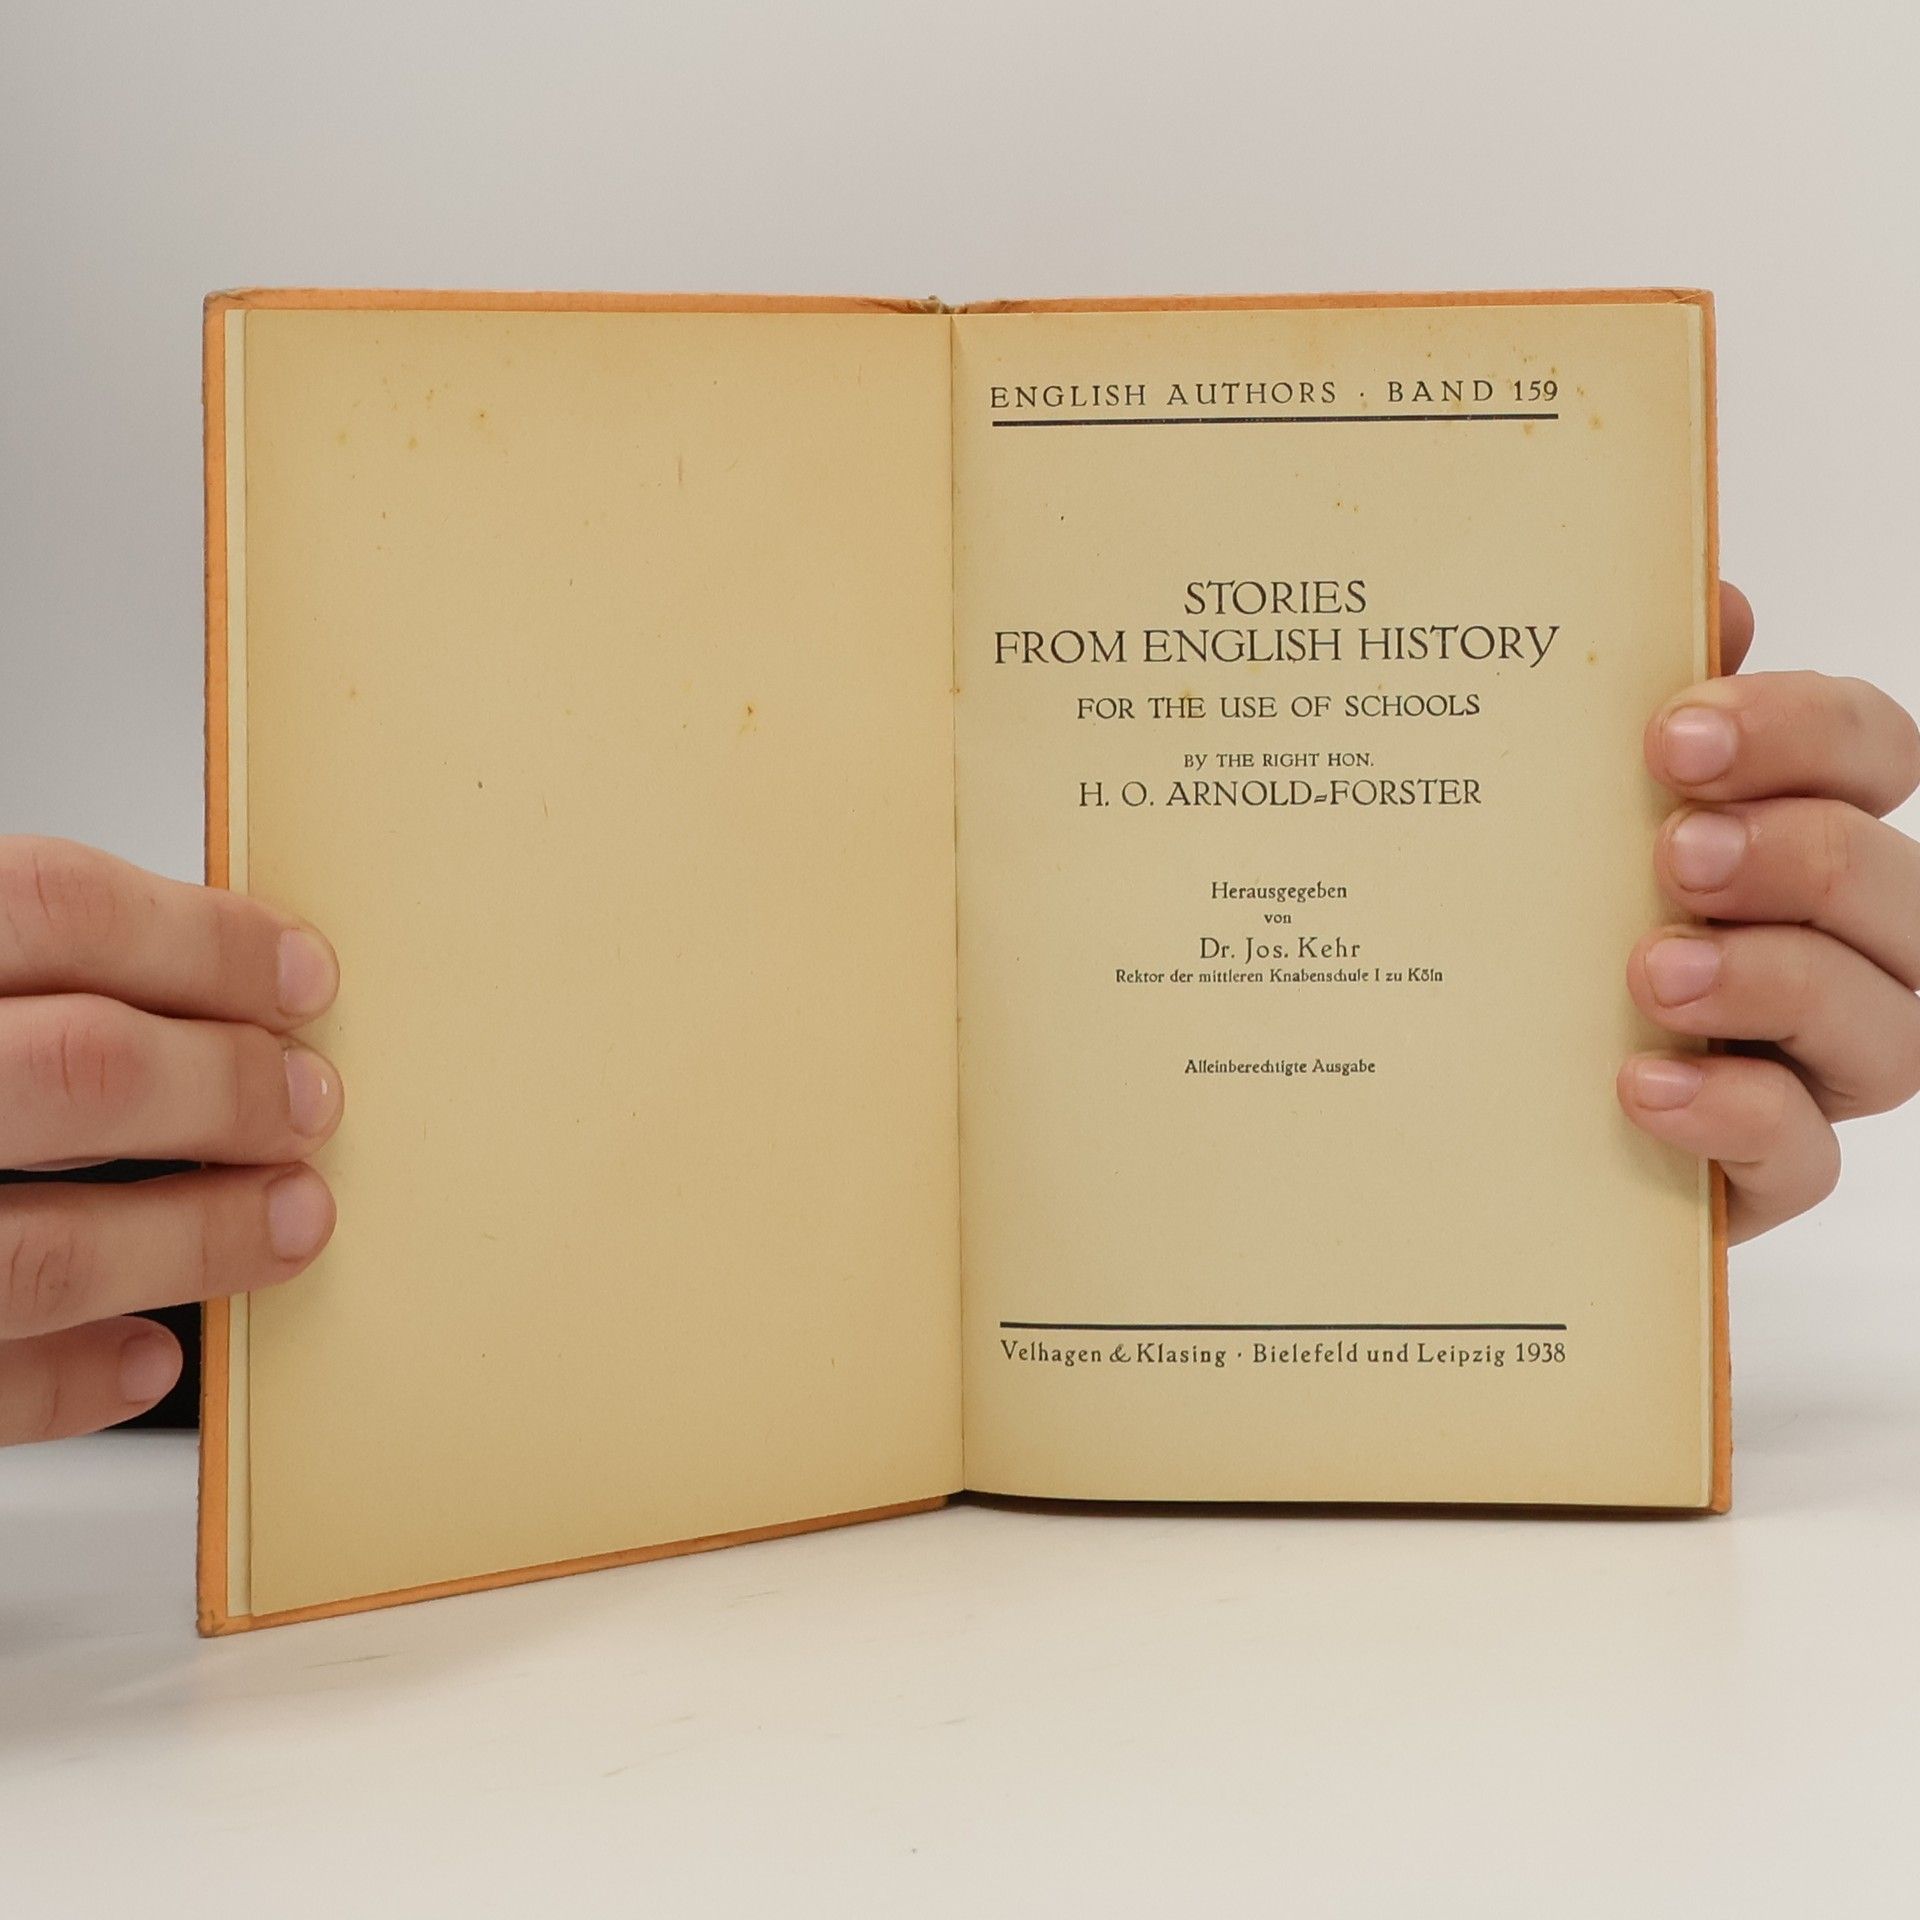 ENGLISH AUTHORS · BAND 159
STORIES
FROM ENGLISH HISTORY
FOR THE USE OF SCHOOLS
BY THE RIGHT HON.
H. O. ARNOLD=FORSTER
Herausgegeben
von
Dr. Jos. Kehr
Rektor der mittleren Knabenschule I zu Köln
Alleinberechtigte Ausgabe
Velhagen & Klasing · Bielefeld und Leipzig 1938